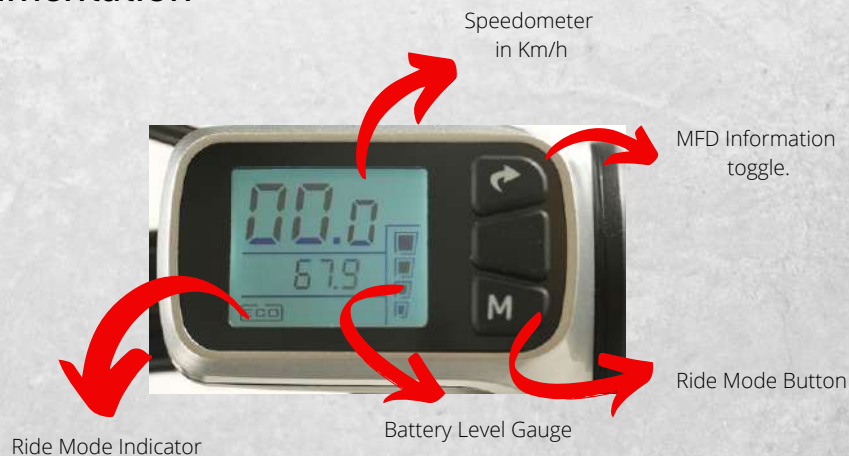 Speedometer
in Km/h
MFD Information
toggle.
00.0
67.9
ECO
M
Ride Mode Button
Battery Level Gauge
Ride Mode Indicator